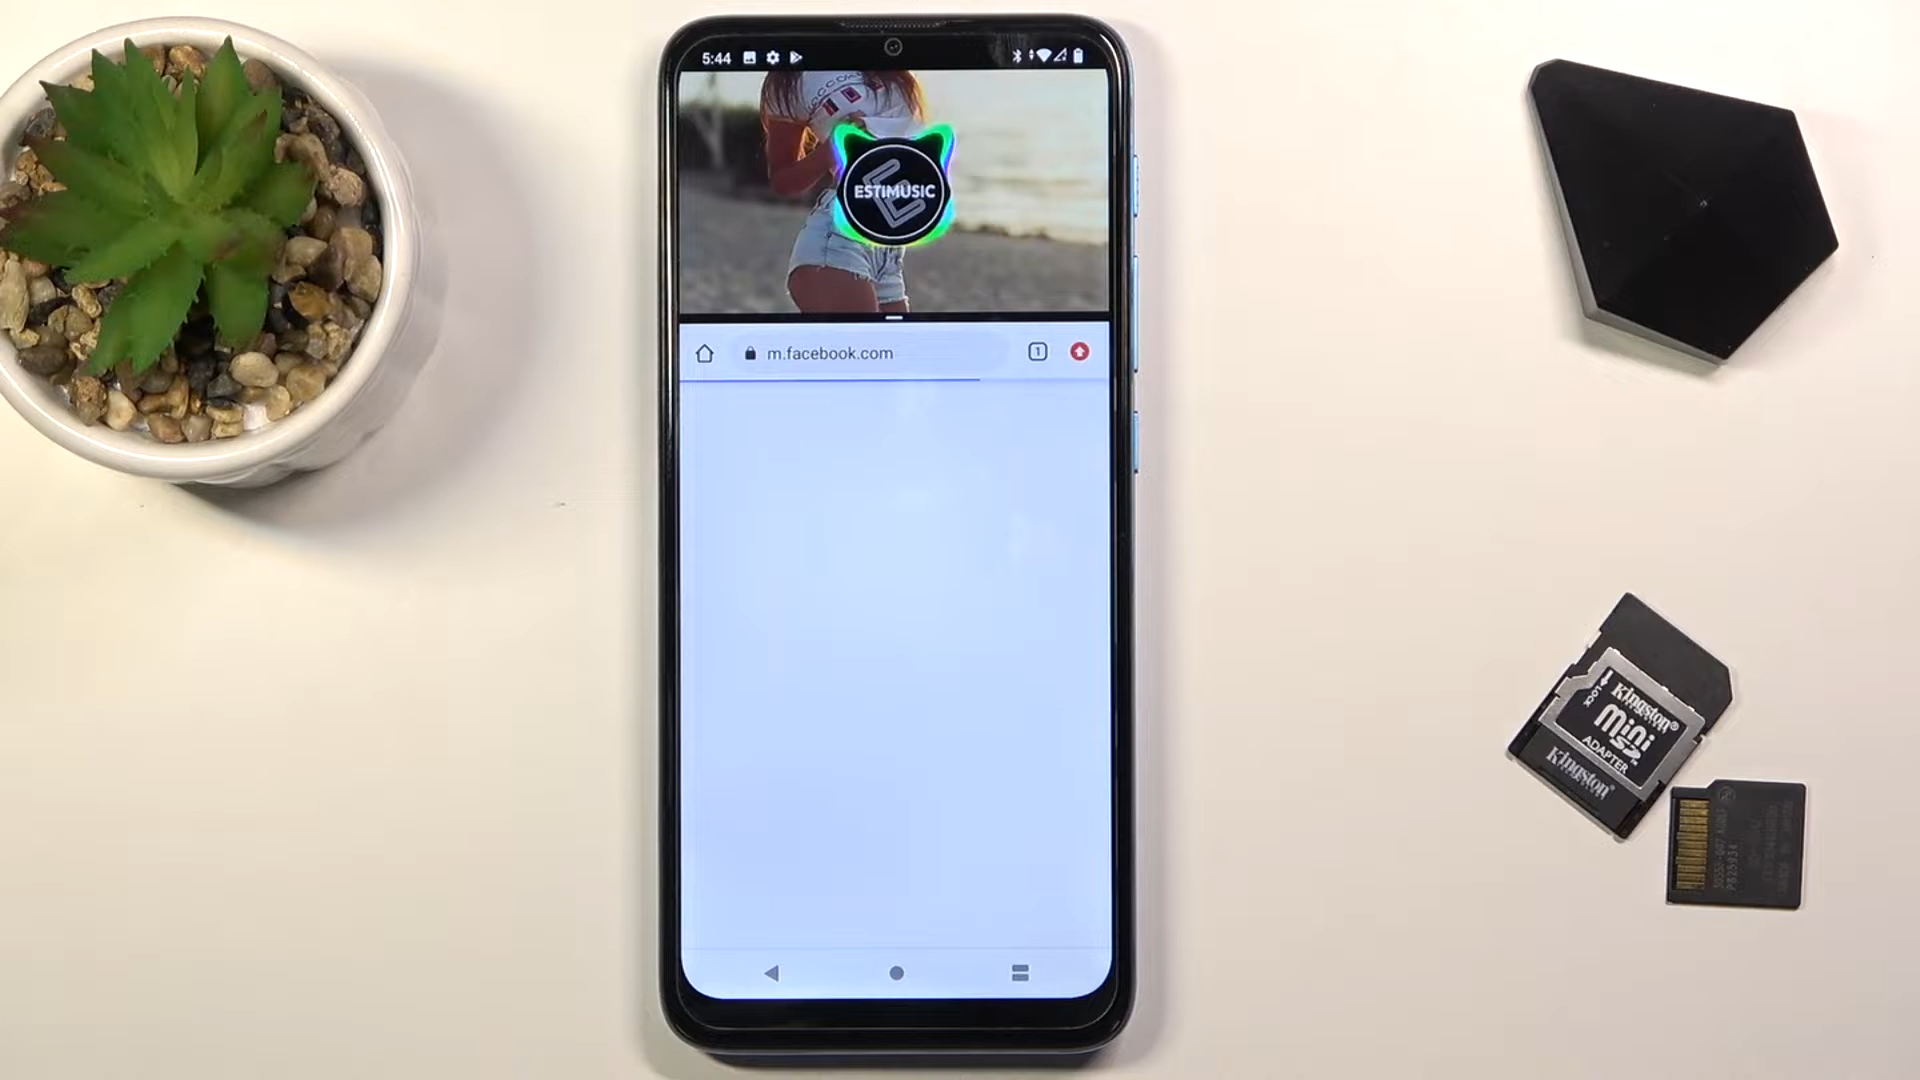 5:44
ESTIMUSIC
m.facebook.com
1
Kingston®
mini
SD
ADAPTER
Lock
Kingston